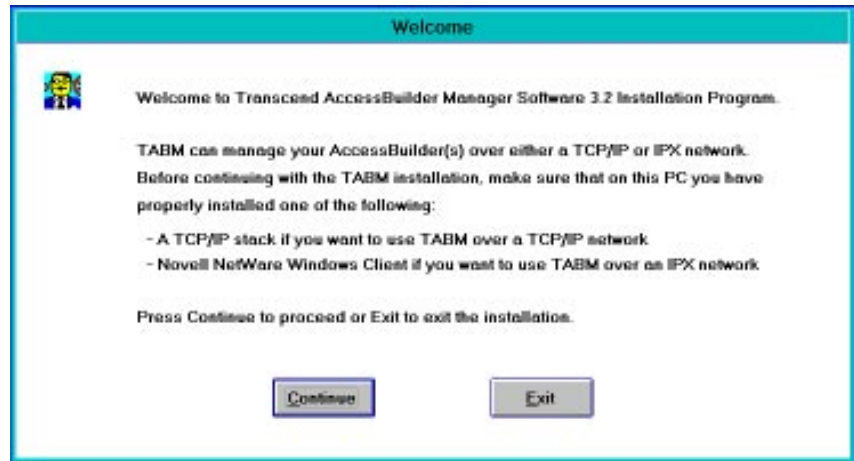 Welcome
Welcome to Transcend AccessBuilder Manager Software 3.2 Installation Program.
TABM can manage your AccessBuilder(s) over either a TCP/IP or IPX network.
Before continuing with the TABM installation, make sure that on this PC you have
properly installed one of the following:
- A TCP/IP stack if you want to use TABM over a TCP/IP network
- Novell NetWare Windows Client if you want to use TABM over an IPX network
Press Continue to proceed or Exit to exit the installation.
Continue
Exit